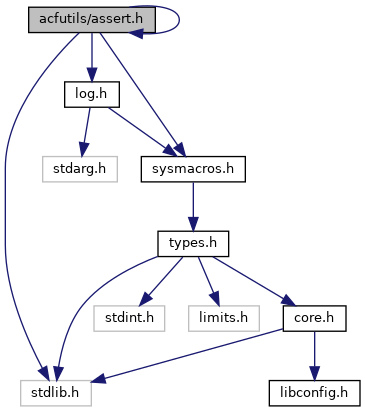 acfutils/assert.h
log.h
stdarg.h
sysmacros.h
types.h
stdint.h
limits.h
core.h
stdlib.h
libconfig.h